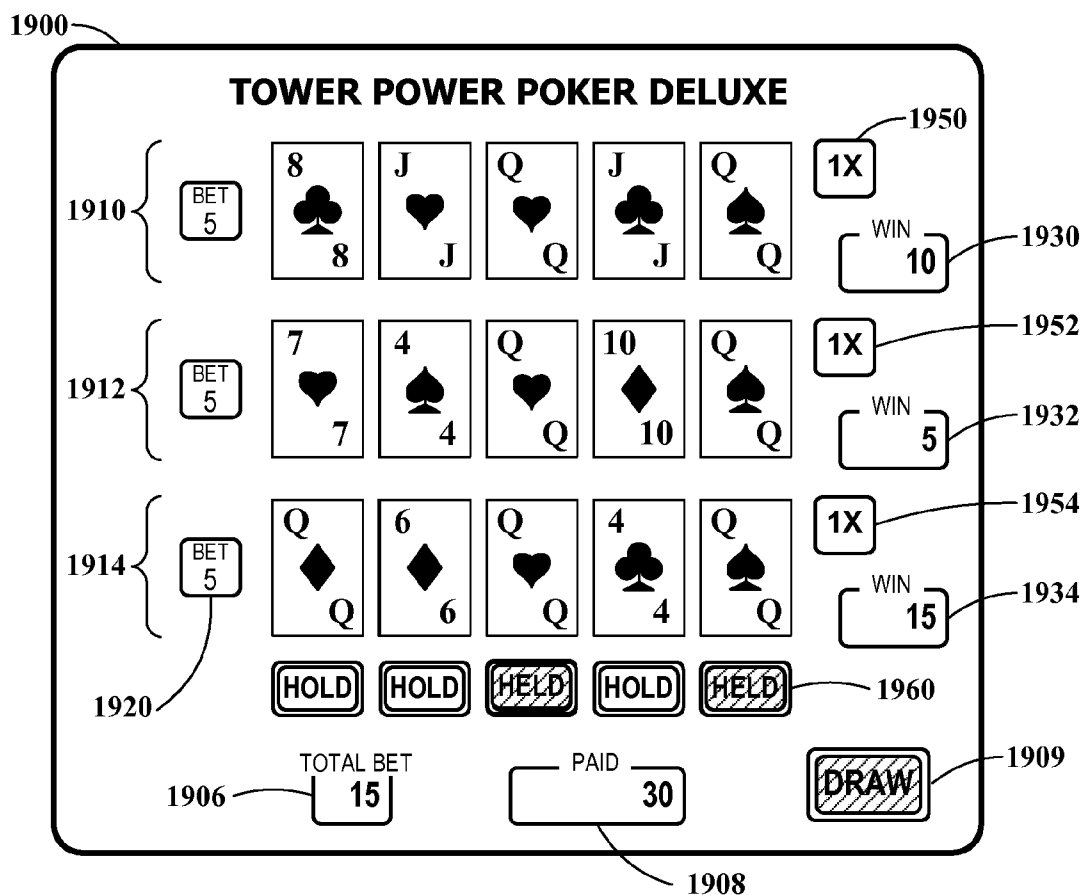 1900
TOWER POWER POKER DELUXE
1950
8 J Q J Q
1X
1910
BET
5
8 J Q J Q
WIN
10
1930
7 4 Q 10 Q
1X
1952
1912
BET
5
7 4 Q 10 Q
WIN
5
1932
Q 6 Q 4 Q
1X
1954
1914
BET
5
Q 6 Q 4 Q
WIN
15
1934
HOLD HOLD HELD HOLD HELD
1960
1920
TOTAL BET
15
1906
PAID
30
DRAW
1909
1908